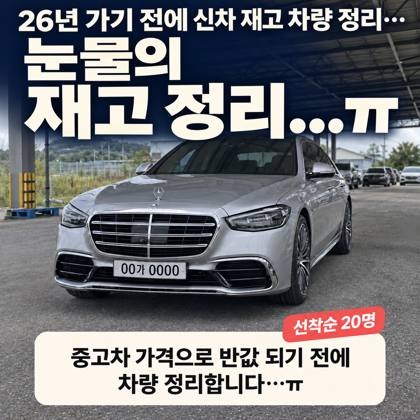 26년 가기 전에 신차 재고 차량 정리…
눈물의
재고 정리...ㅠ
00가 0000
선착순 20명
중고차 가격으로 반값 되기 전에
차량 정리합니다…ㅠ